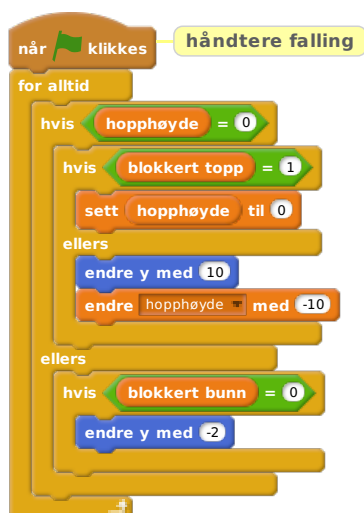 når klikkes håndtere falling
for alltid
hvis hopphøyde = 0
hvis blokkert topp = 1
sett hopphøyde til 0
ellers
endre y med 10
endre hopphøyde med -10
ellers
hvis blokkert bunn = 0
endre y med -2